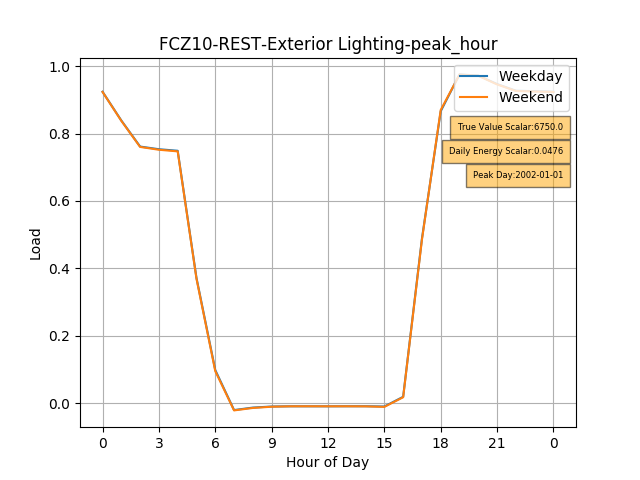 FCZ10-REST-Exterior Lighting-peak_hour
1.0
0.8
0.6
0.4
0.2
0.0
Load
Weekday
Weekend
True Value Scalar:6750.0
Daily Energy Scalar:0.0476
Peak Day:2002-01-01
0 3 6 9 12 15 18 21 0
Hour of Day